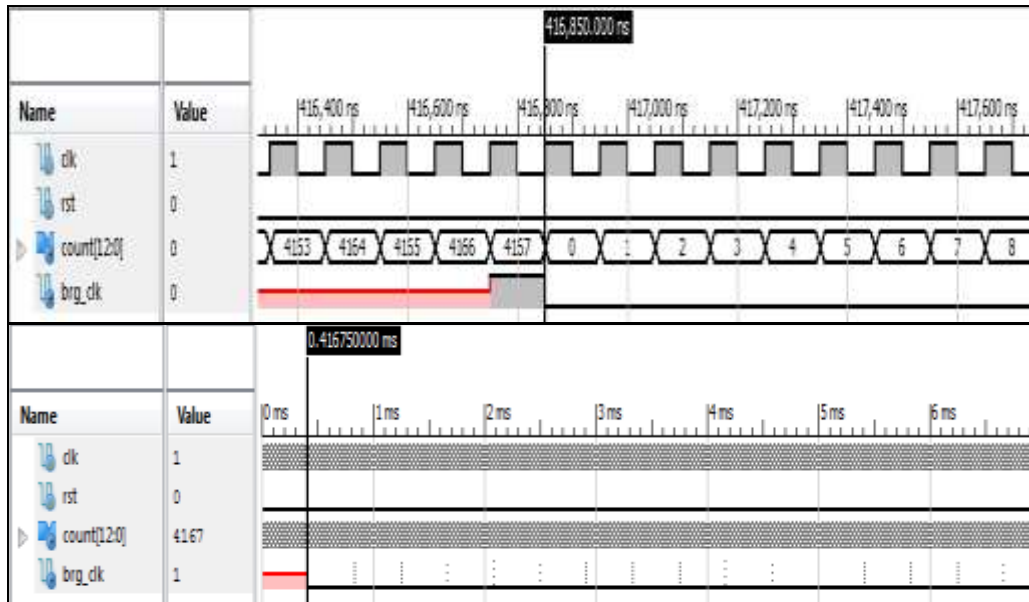 416,850.000 ns
Name Value 416,400 ns 416,600 ns 416,800 ns 417,000 ns 417,200 ns 417,400 ns 417,600 ns
clk 1
rst 0
count[12:0] 0 4153 4164 4155 4166 4157 0 1 2 3 4 5 6 7 8
brg_clk 0
0.416750000 ms
Name Value 0 ms 1 ms 2 ms 3 ms 4 ms 5 ms 6 ms
clk 1
rst 0
count[12:0] 4167
brg_clk 1